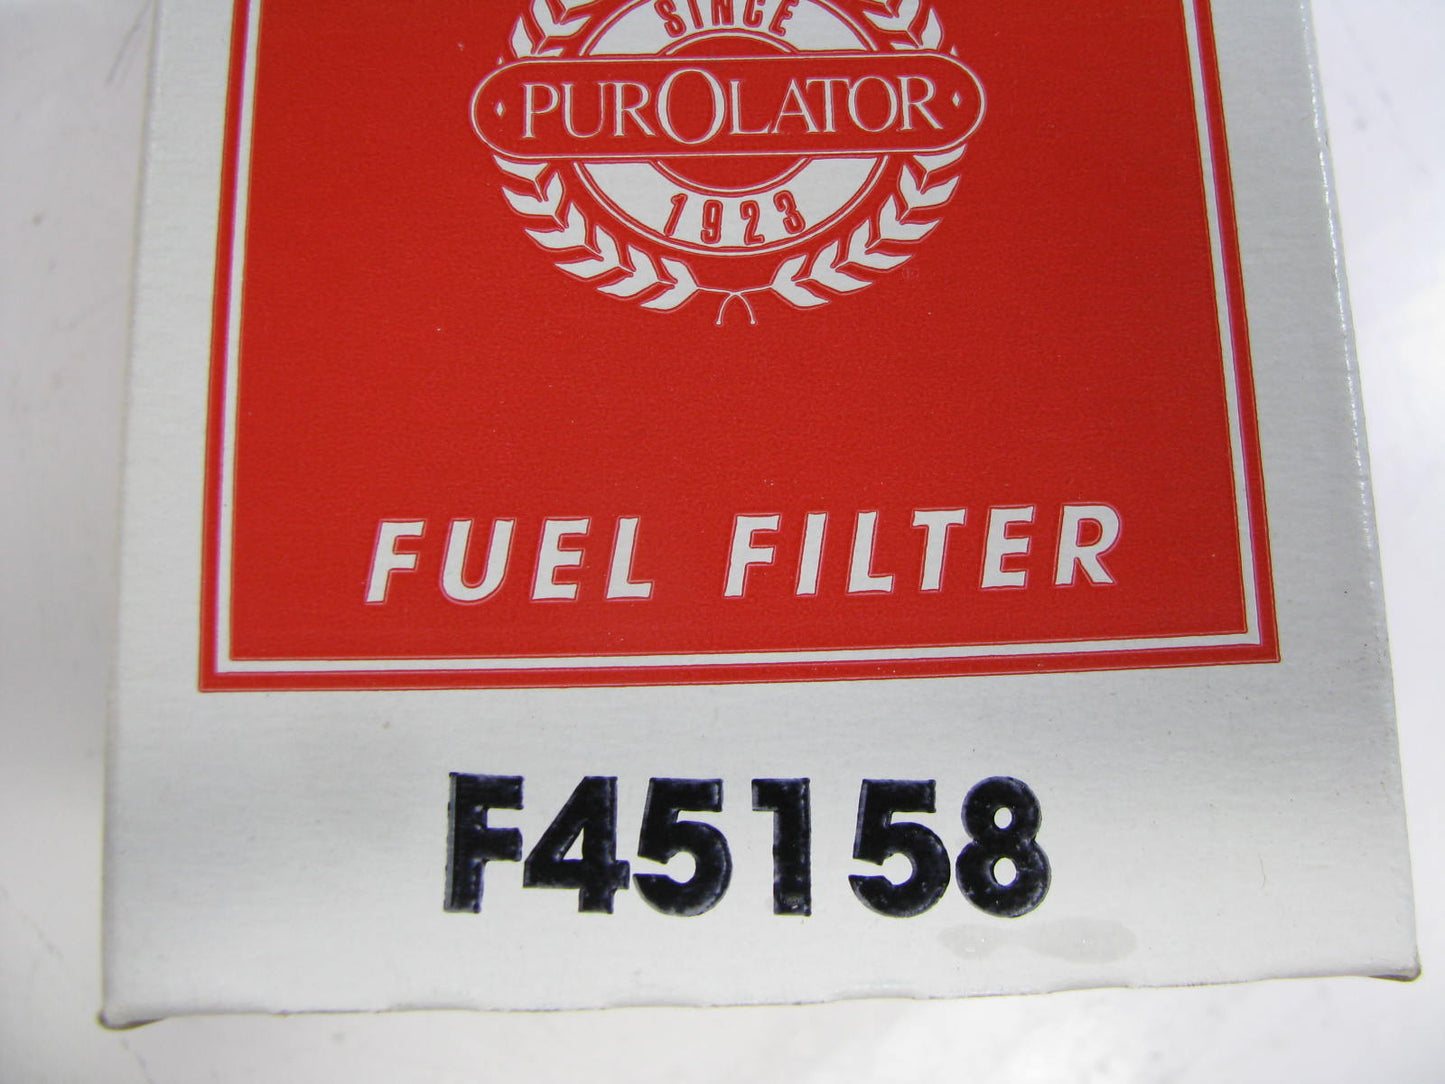 SINCE
PUROLATOR
1923
FUEL FILTER
F45158